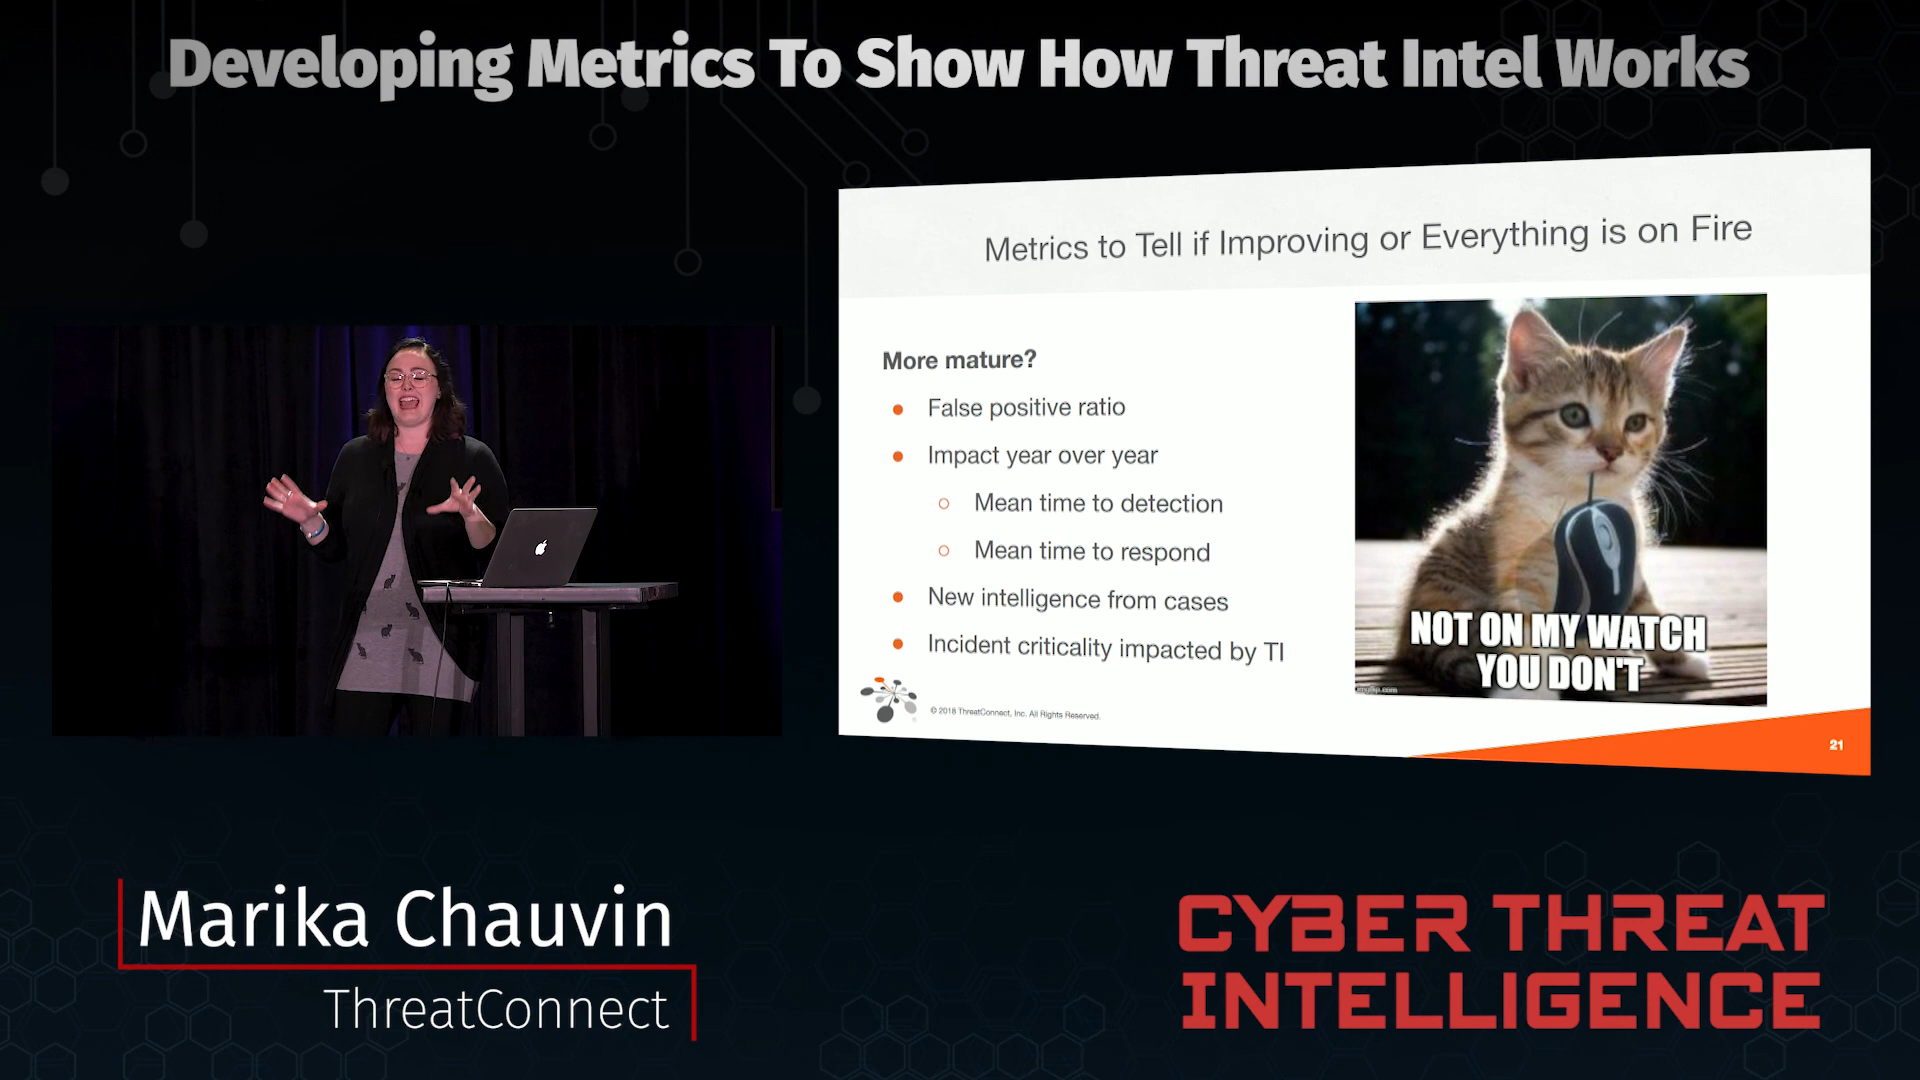 Developing Metrics To Show How Threat Intel Works
Metrics to Tell if Improving or Everything is on Fire
More mature?
False positive ratio
Impact year over year
Mean time to detection
Mean time to respond
New intelligence from cases
Incident criticality impacted by TI
NOT ON MY WATCH
YOU DON'T
imgflip.com
© 2018 ThreatConnect, Inc. All Rights Reserved.
21
Marika Chauvin
ThreatConnect
CYBER THREAT
INTELLIGENCE